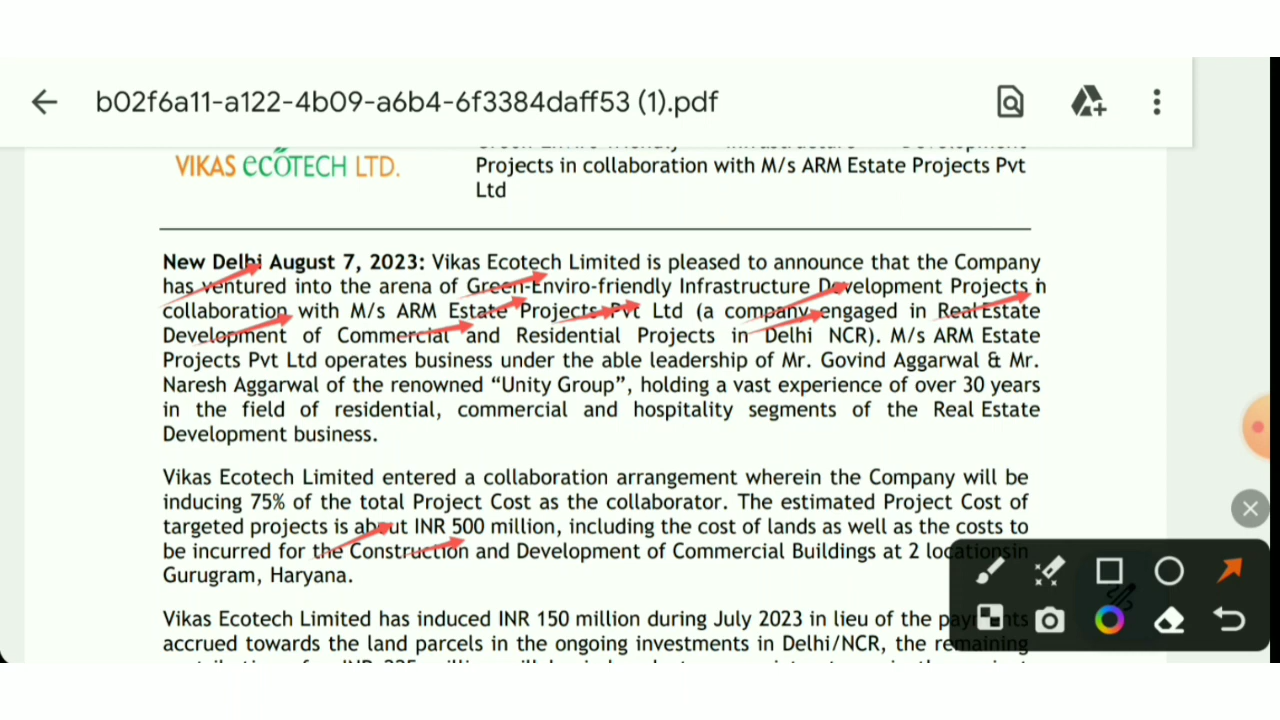 b02f6a11-a122-4b09-a6b4-6f3384daff53 (1).pdf
VIKAS ecOTECH LTD.
Projects in collaboration with M/s ARM Estate Projects Pvt
Ltd
New Delhi August 7, 2023: Vikas Ecotech Limited is pleased to announce that the Company
has ventured into the arena of Green-Enviro-friendly Infrastructure Development Projects in
collaboration with M/s ARM Estate Projects Pvt Ltd (a company engaged in Real Estate
Development of Commercial and Residential Projects in Delhi NCR). M/s ARM Estate
Projects Pvt Ltd operates business under the able leadership of Mr. Govind Aggarwal & Mr.
Naresh Aggarwal of the renowned “Unity Group”, holding a vast experience of over 30 years
in the field of residential, commercial and hospitality segments of the Real Estate
Development business.
Vikas Ecotech Limited entered a collaboration arrangement wherein the Company will be
inducing 75% of the total Project Cost as the collaborator. The estimated Project Cost of
targeted projects is about INR 500 million, including the cost of lands as well as the costs to
be incurred for the Construction and Development of Commercial Buildings at 2 locationsin
Gurugram, Haryana.
Vikas Ecotech Limited has induced INR 150 million during July 2023 in lieu of the payments
accrued towards the land parcels in the ongoing investments in Delhi/NCR, the remaining